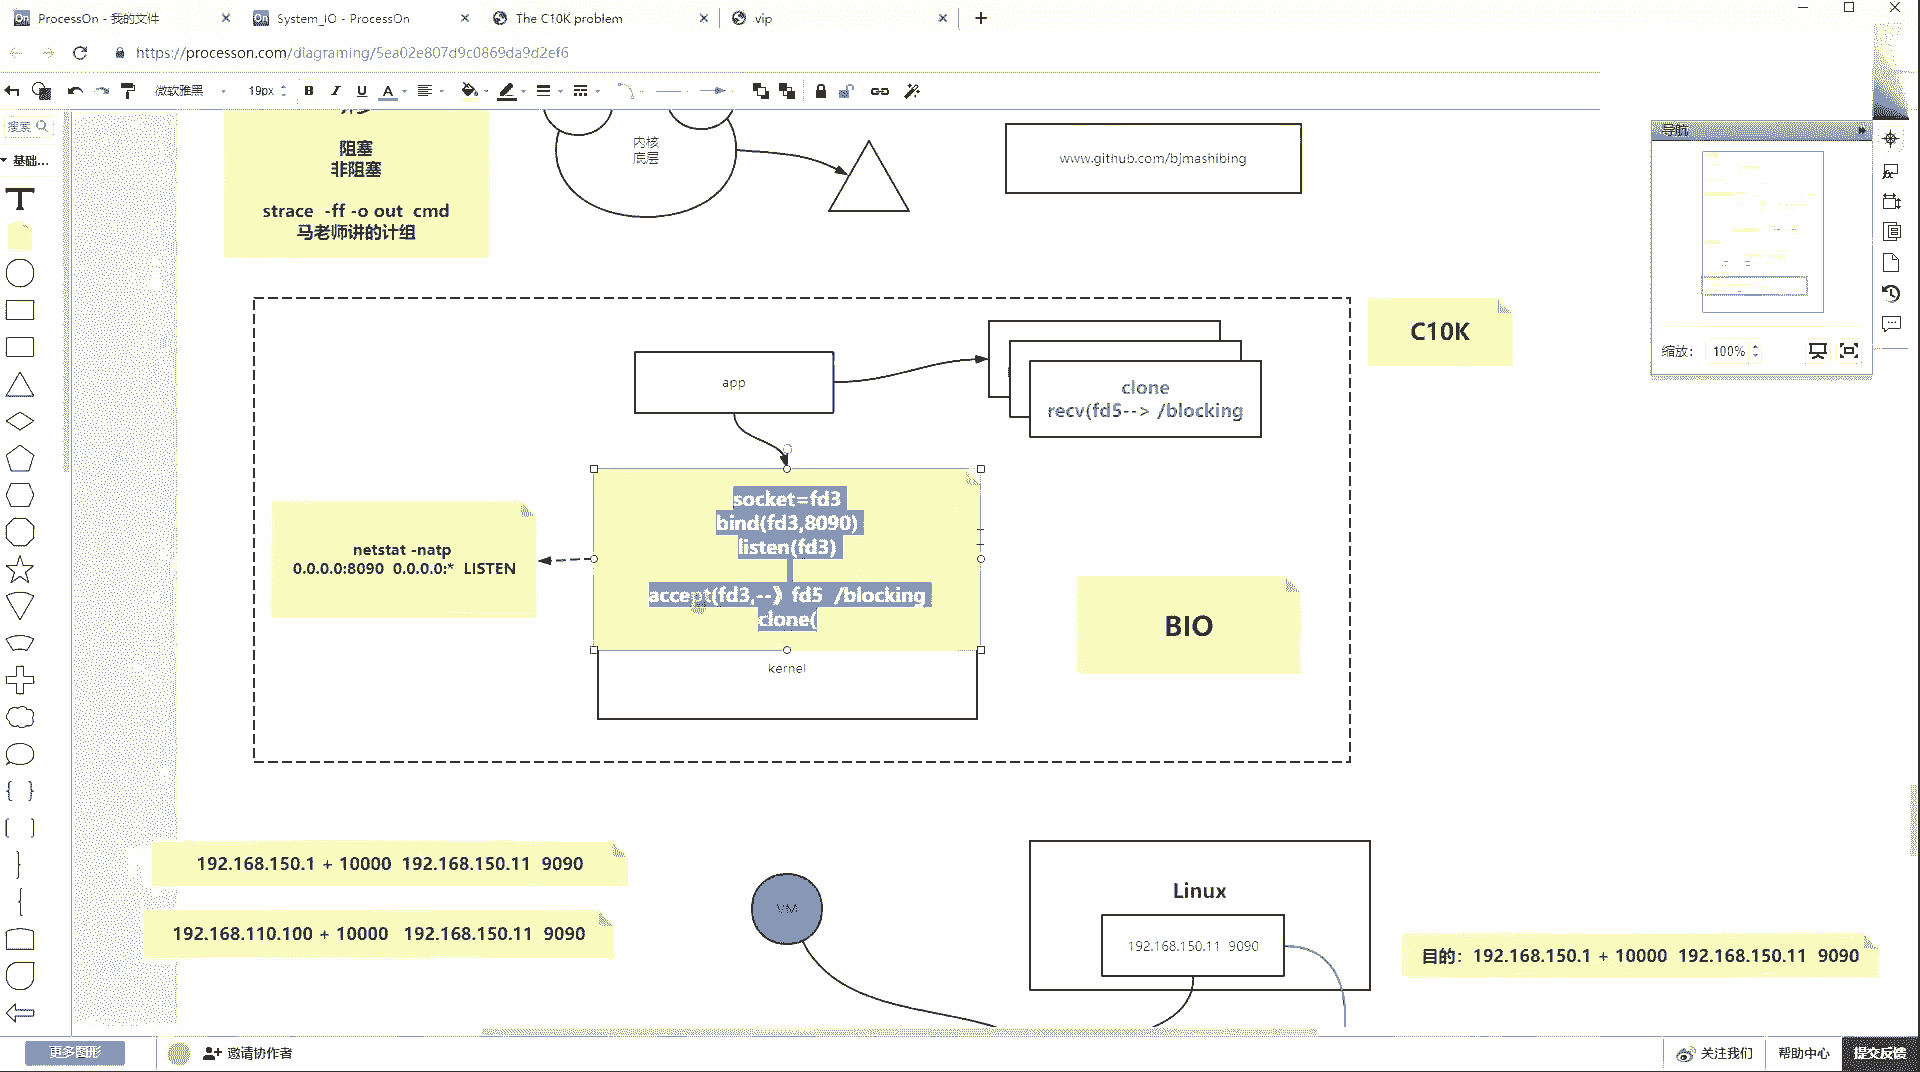 ProcessOn - 我的文件
System_IO - ProcessOn
The C10K problem
vip
https://processon.com/diagraming/5ea02e807d9c0869da9d2ef6
微软雅黑
19px
B
I
U
A
搜索
基础...
阻塞
非阻塞
strace -ff -o out cmd
马老师讲的计组
内核
底层
www.github.com/bjmashibing
导航
缩放：
100%
C10K
app
clone
recv(fd5--> /blocking
socket=fd3
bind(fd3,8090)
listen(fd3)
accept(fd3,--》 fd5 /blocking
clone(
kernel
netstat -natp
0.0.0.0:8090 0.0.0.0:* LISTEN
BIO
192.168.150.1 + 10000 192.168.150.11 9090
192.168.110.100 + 10000 192.168.150.11 9090
VM
Linux
192.168.150.11 9090
目的：192.168.150.1 + 10000 192.168.150.11 9090
更多图形
邀请协作者
关注我们
帮助中心
提交反馈